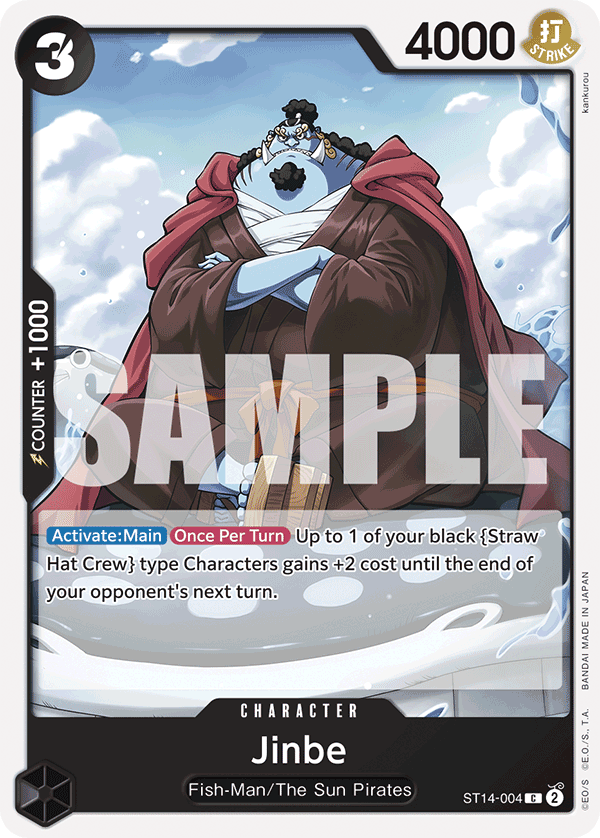 3
4000
打
STRIKE
kankurou
COUNTER +1000
SAMPLE
Activate:Main Once Per Turn Up to 1 of your black {Straw
Hat Crew} type Characters gains +2 cost until the end of
your opponent's next turn.
CHARACTER
Jinbe
Fish-Man/The Sun Pirates
ST14-004 C 2
©EO/S ©E.O./S., T.A. BANDAI MADE IN JAPAN